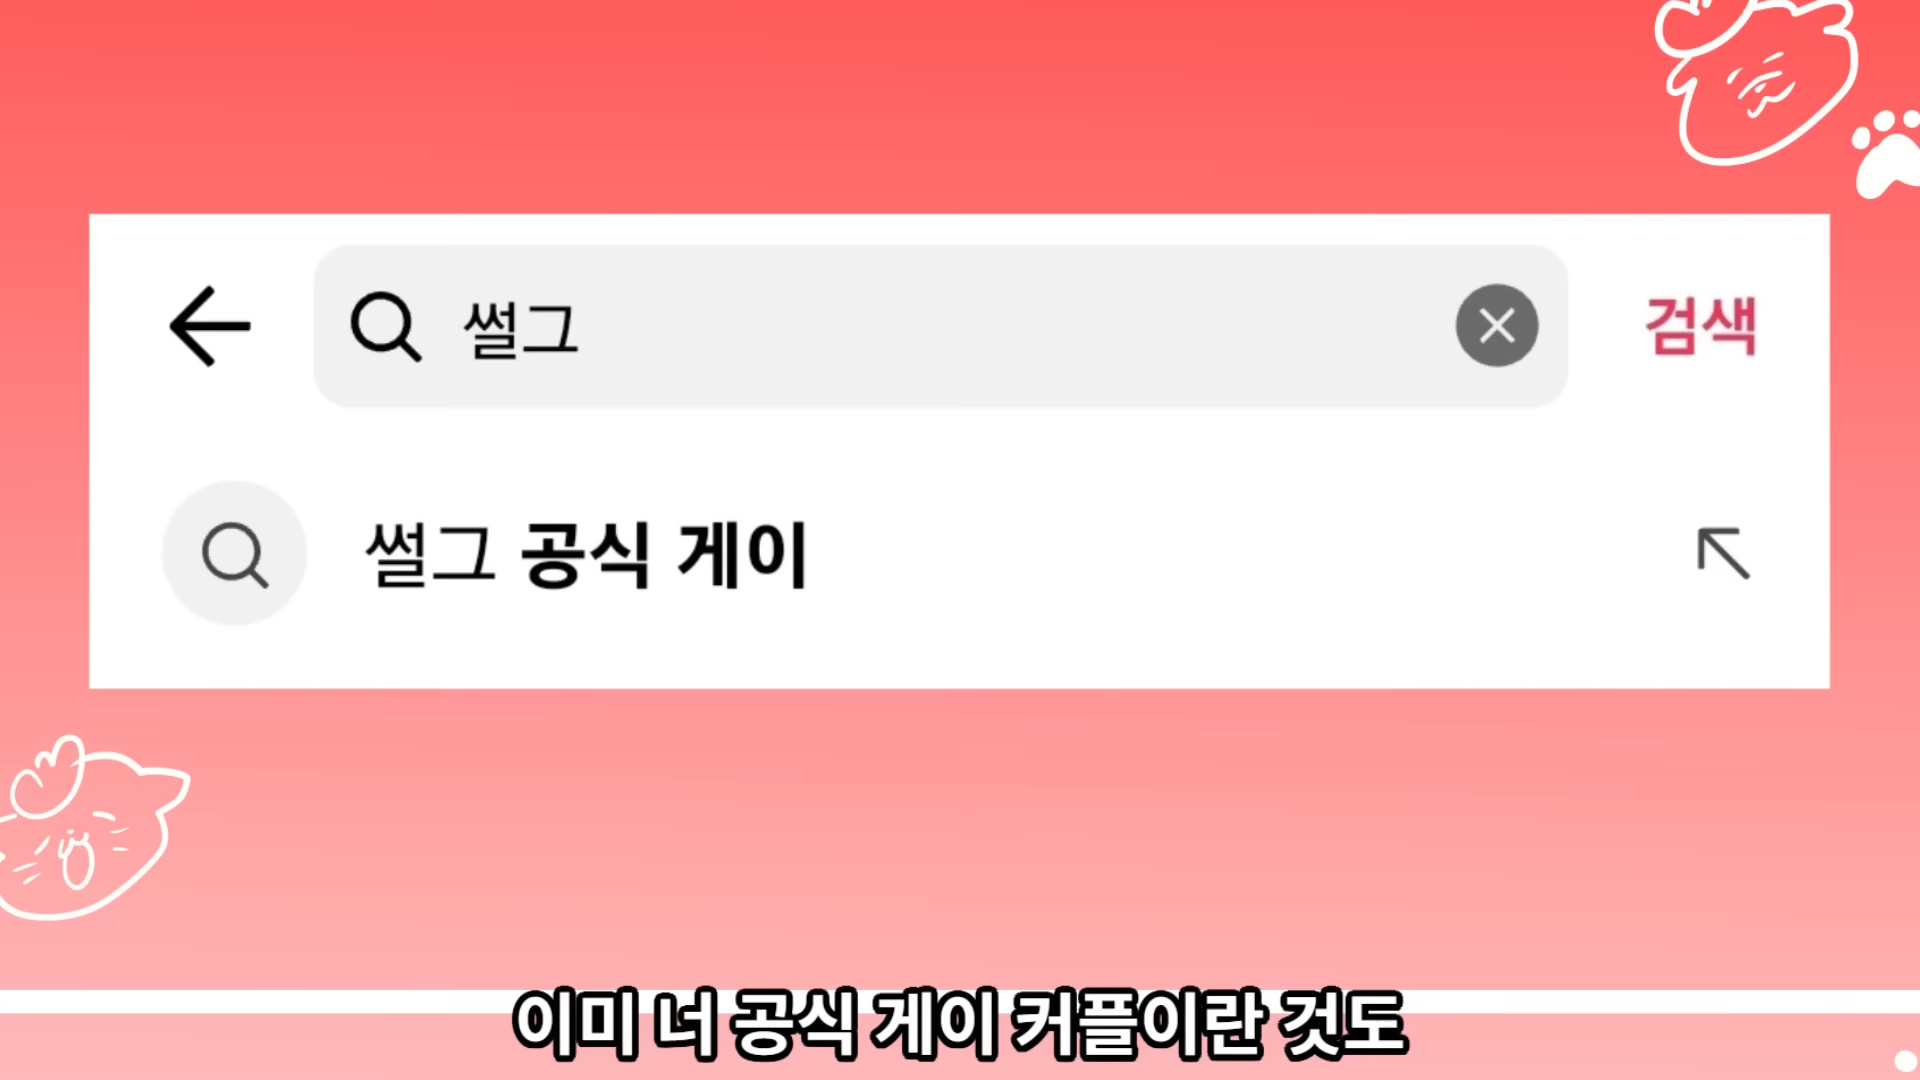 썰그
검색
썰그 공식 게이
이미 너 공식 게이 커플이란 것도